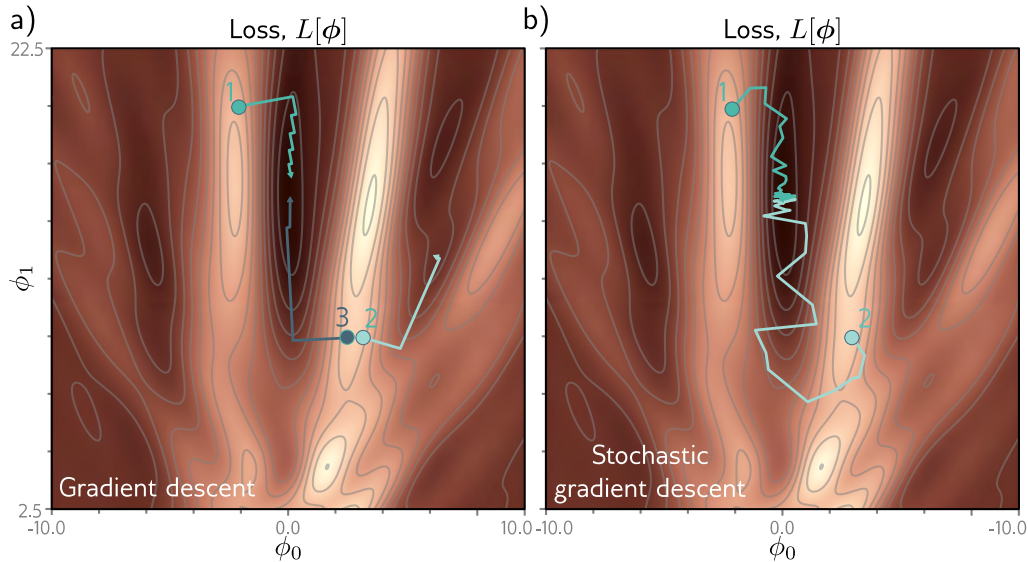 a)
Loss, L[ϕ]
22.5
ϕ₁
1
3 2
Gradient descent
2.5
-10.0 0.0 10.0
ϕ₀
b)
Loss, L[ϕ]
1
2
Stochastic
gradient descent
-10.0 0.0 -10.0
ϕ₀